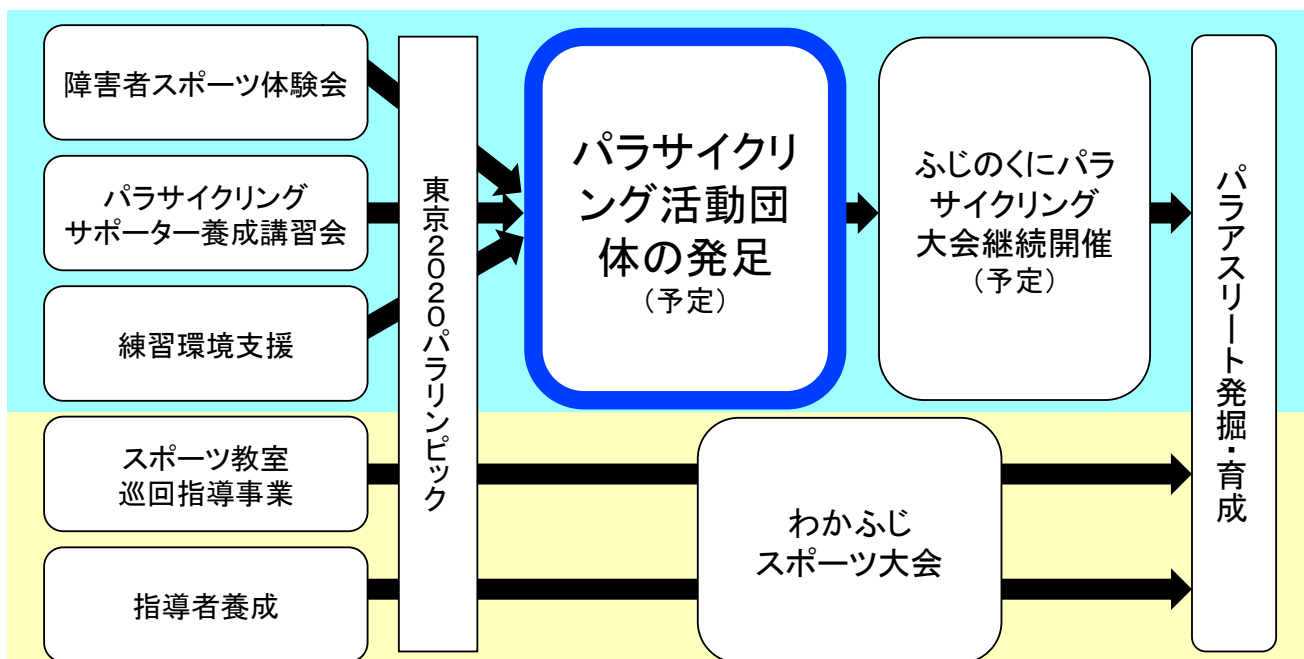 障害者スポーツ体験会
パラサイクリング
サポーター養成講習会
練習環境支援
スポーツ教室
巡回指導事業
指導者養成
東京2020パラリンピック
パラサイクリ
ング活動団
体の発足
（予定）
ふじのくにパラ
サイクリング
大会継続開催
（予定）
わかふじ
スポーツ大会
パラアスリート発掘・育成